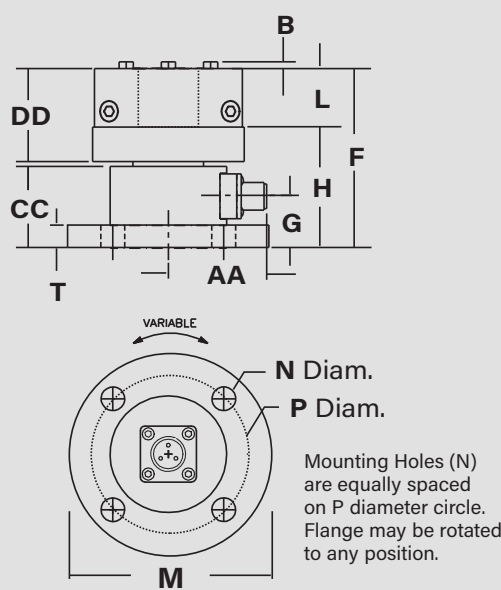 B
DD
L
F
H
CC
G
AA
T
VARIABLE
N Diam.
P Diam.
Mounting Holes (N)
are equally spaced
on P diameter circle.
Flange may be rotated
to any position.
M